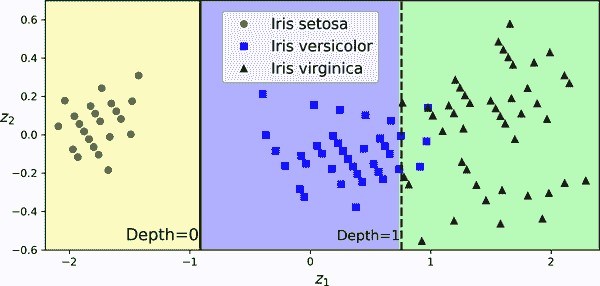 0.6
0.4
0.2
0.0
−0.2
−0.4
−0.6
z2
Iris setosa
Iris versicolor
Iris virginica
Depth=0
Depth=1
−2
−1
0
1
2
z1